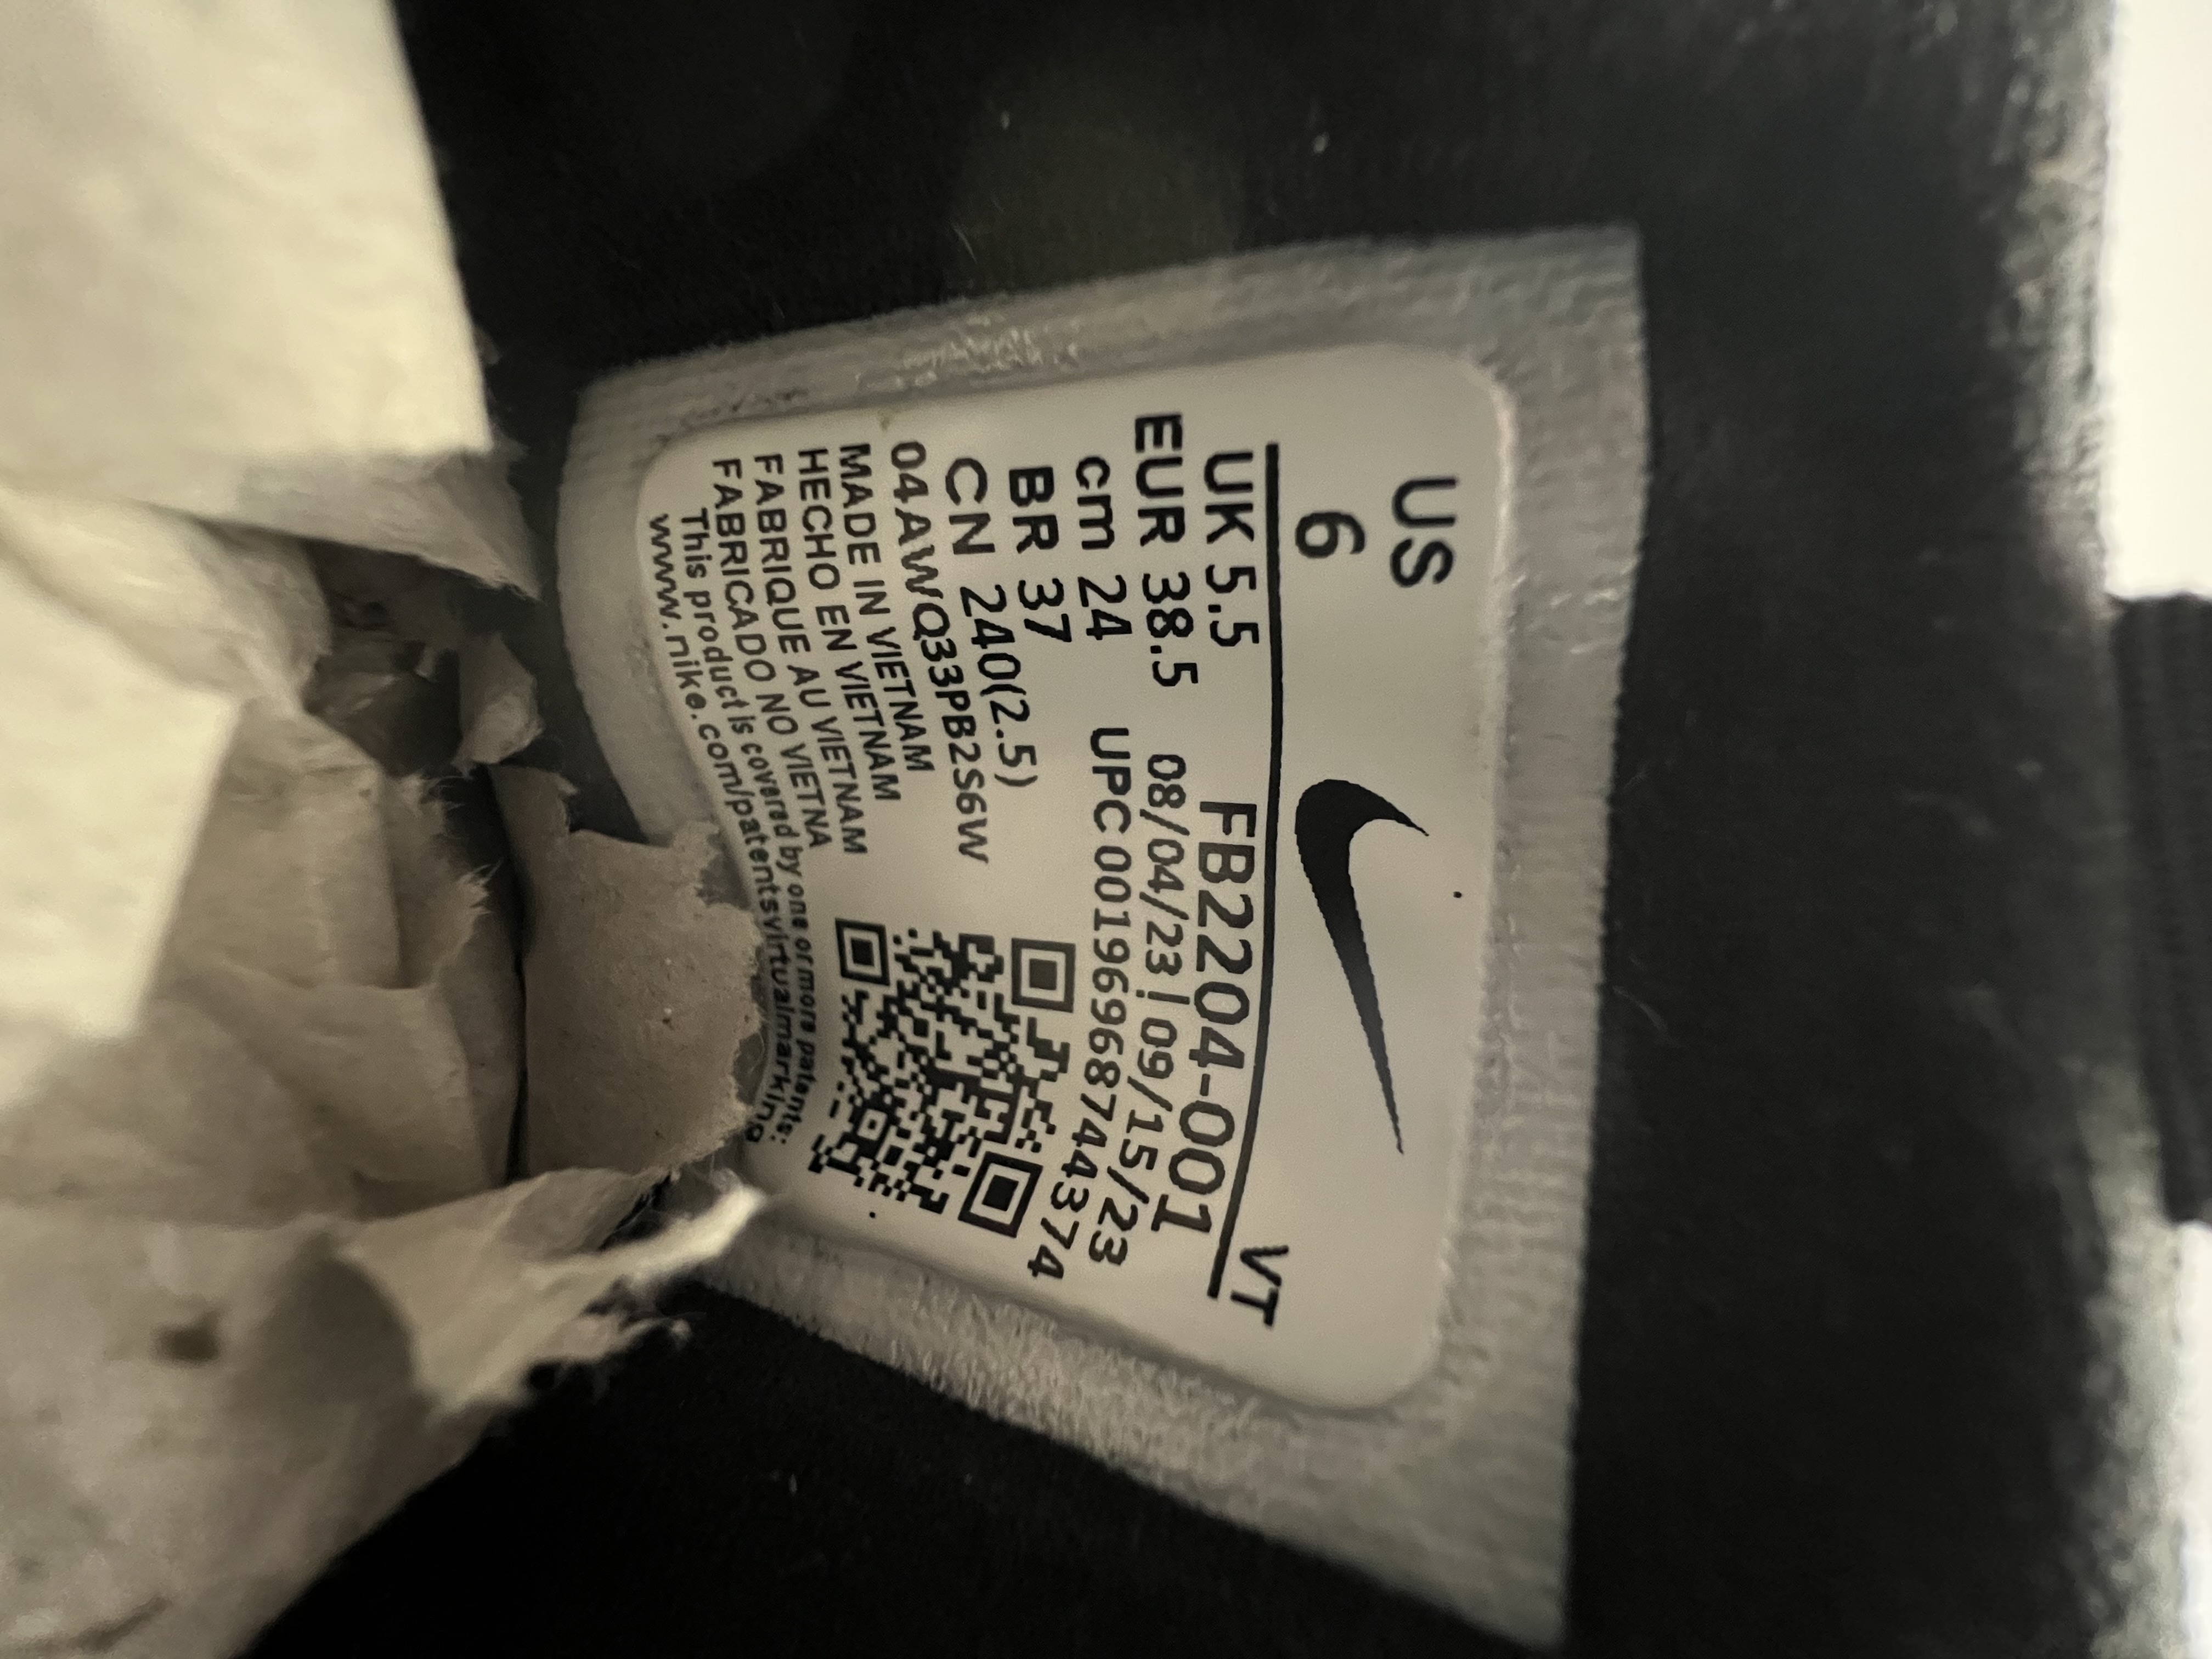 US
6
VT
UK 5.5
EUR 38.5
cm 24
BR 37
CN 240(2.5)
FB2204-001
08/04/23 ! 09/15/23
UPC 00196968744374
04AWQ33PB2S6W
MADE IN VIETNAM
HECHO EN VIETNAM
FABRIQUE AU VIETNAM
FABRICADO NO VIETNA
This product is covered by one or more patents:
www.nike.com/patentsvirtualmarking